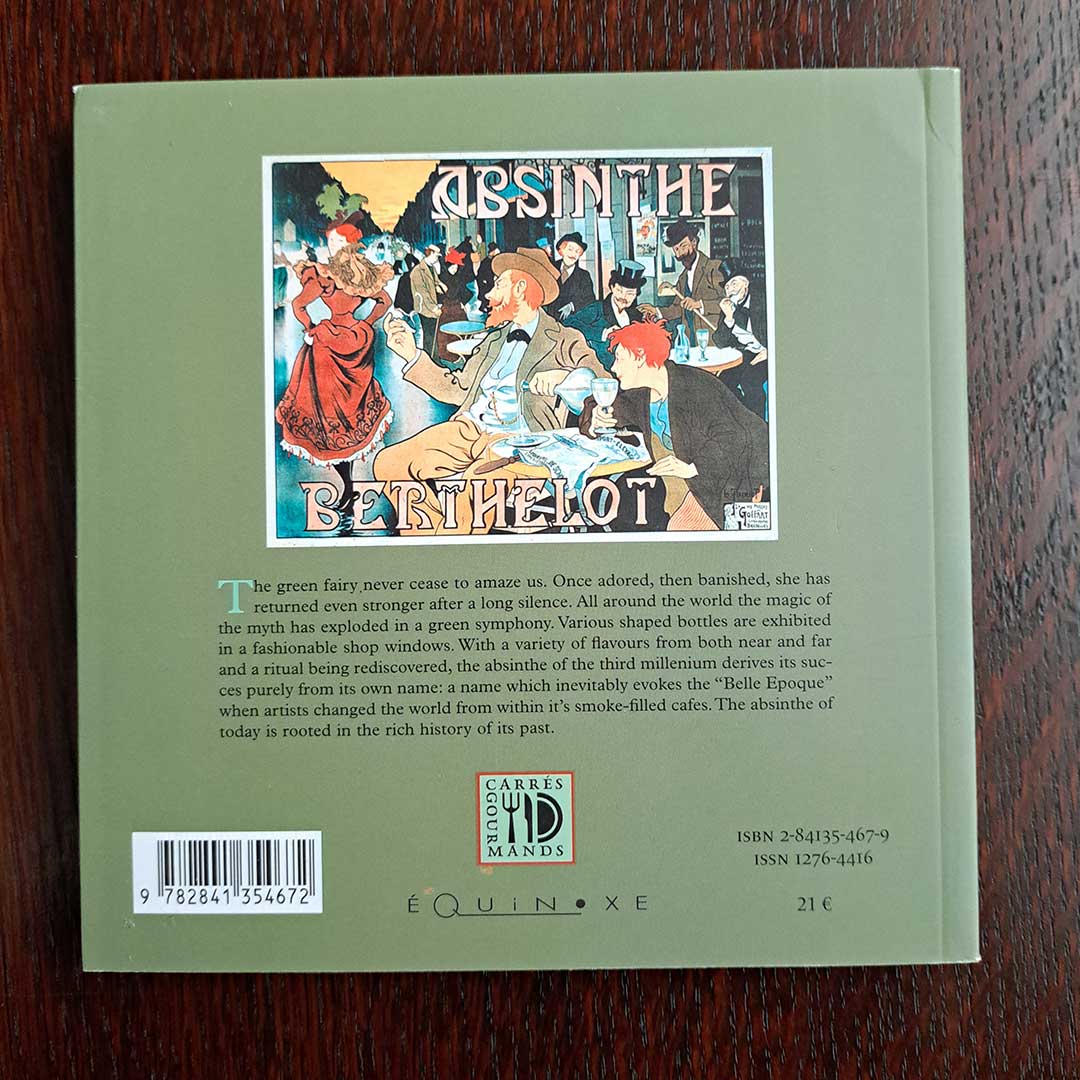 ABSINTHE
BERTHELOT
Goffart
BRUXELLES
The green fairy never cease to amaze us. Once adored, then banished, she has
returned even stronger after a long silence. All around the world the magic of
the myth has exploded in a green symphony. Various shaped bottles are exhibited
in a fashionable shop windows. With a variety of flavours from both near and far
and a ritual being rediscovered, the absinthe of the third millenium derives its suc-
ces purely from its own name: a name which inevitably evokes the “Belle Epoque”
when artists changed the world from within it's smoke-filled cafes. The absinthe of
today is rooted in the rich history of its past.
CARRÉS
GOUR
MANDS
ISBN 2-84135-467-9
ISSN 1276-4416
9 782841 354672
ÉQUiNOXE
21 €